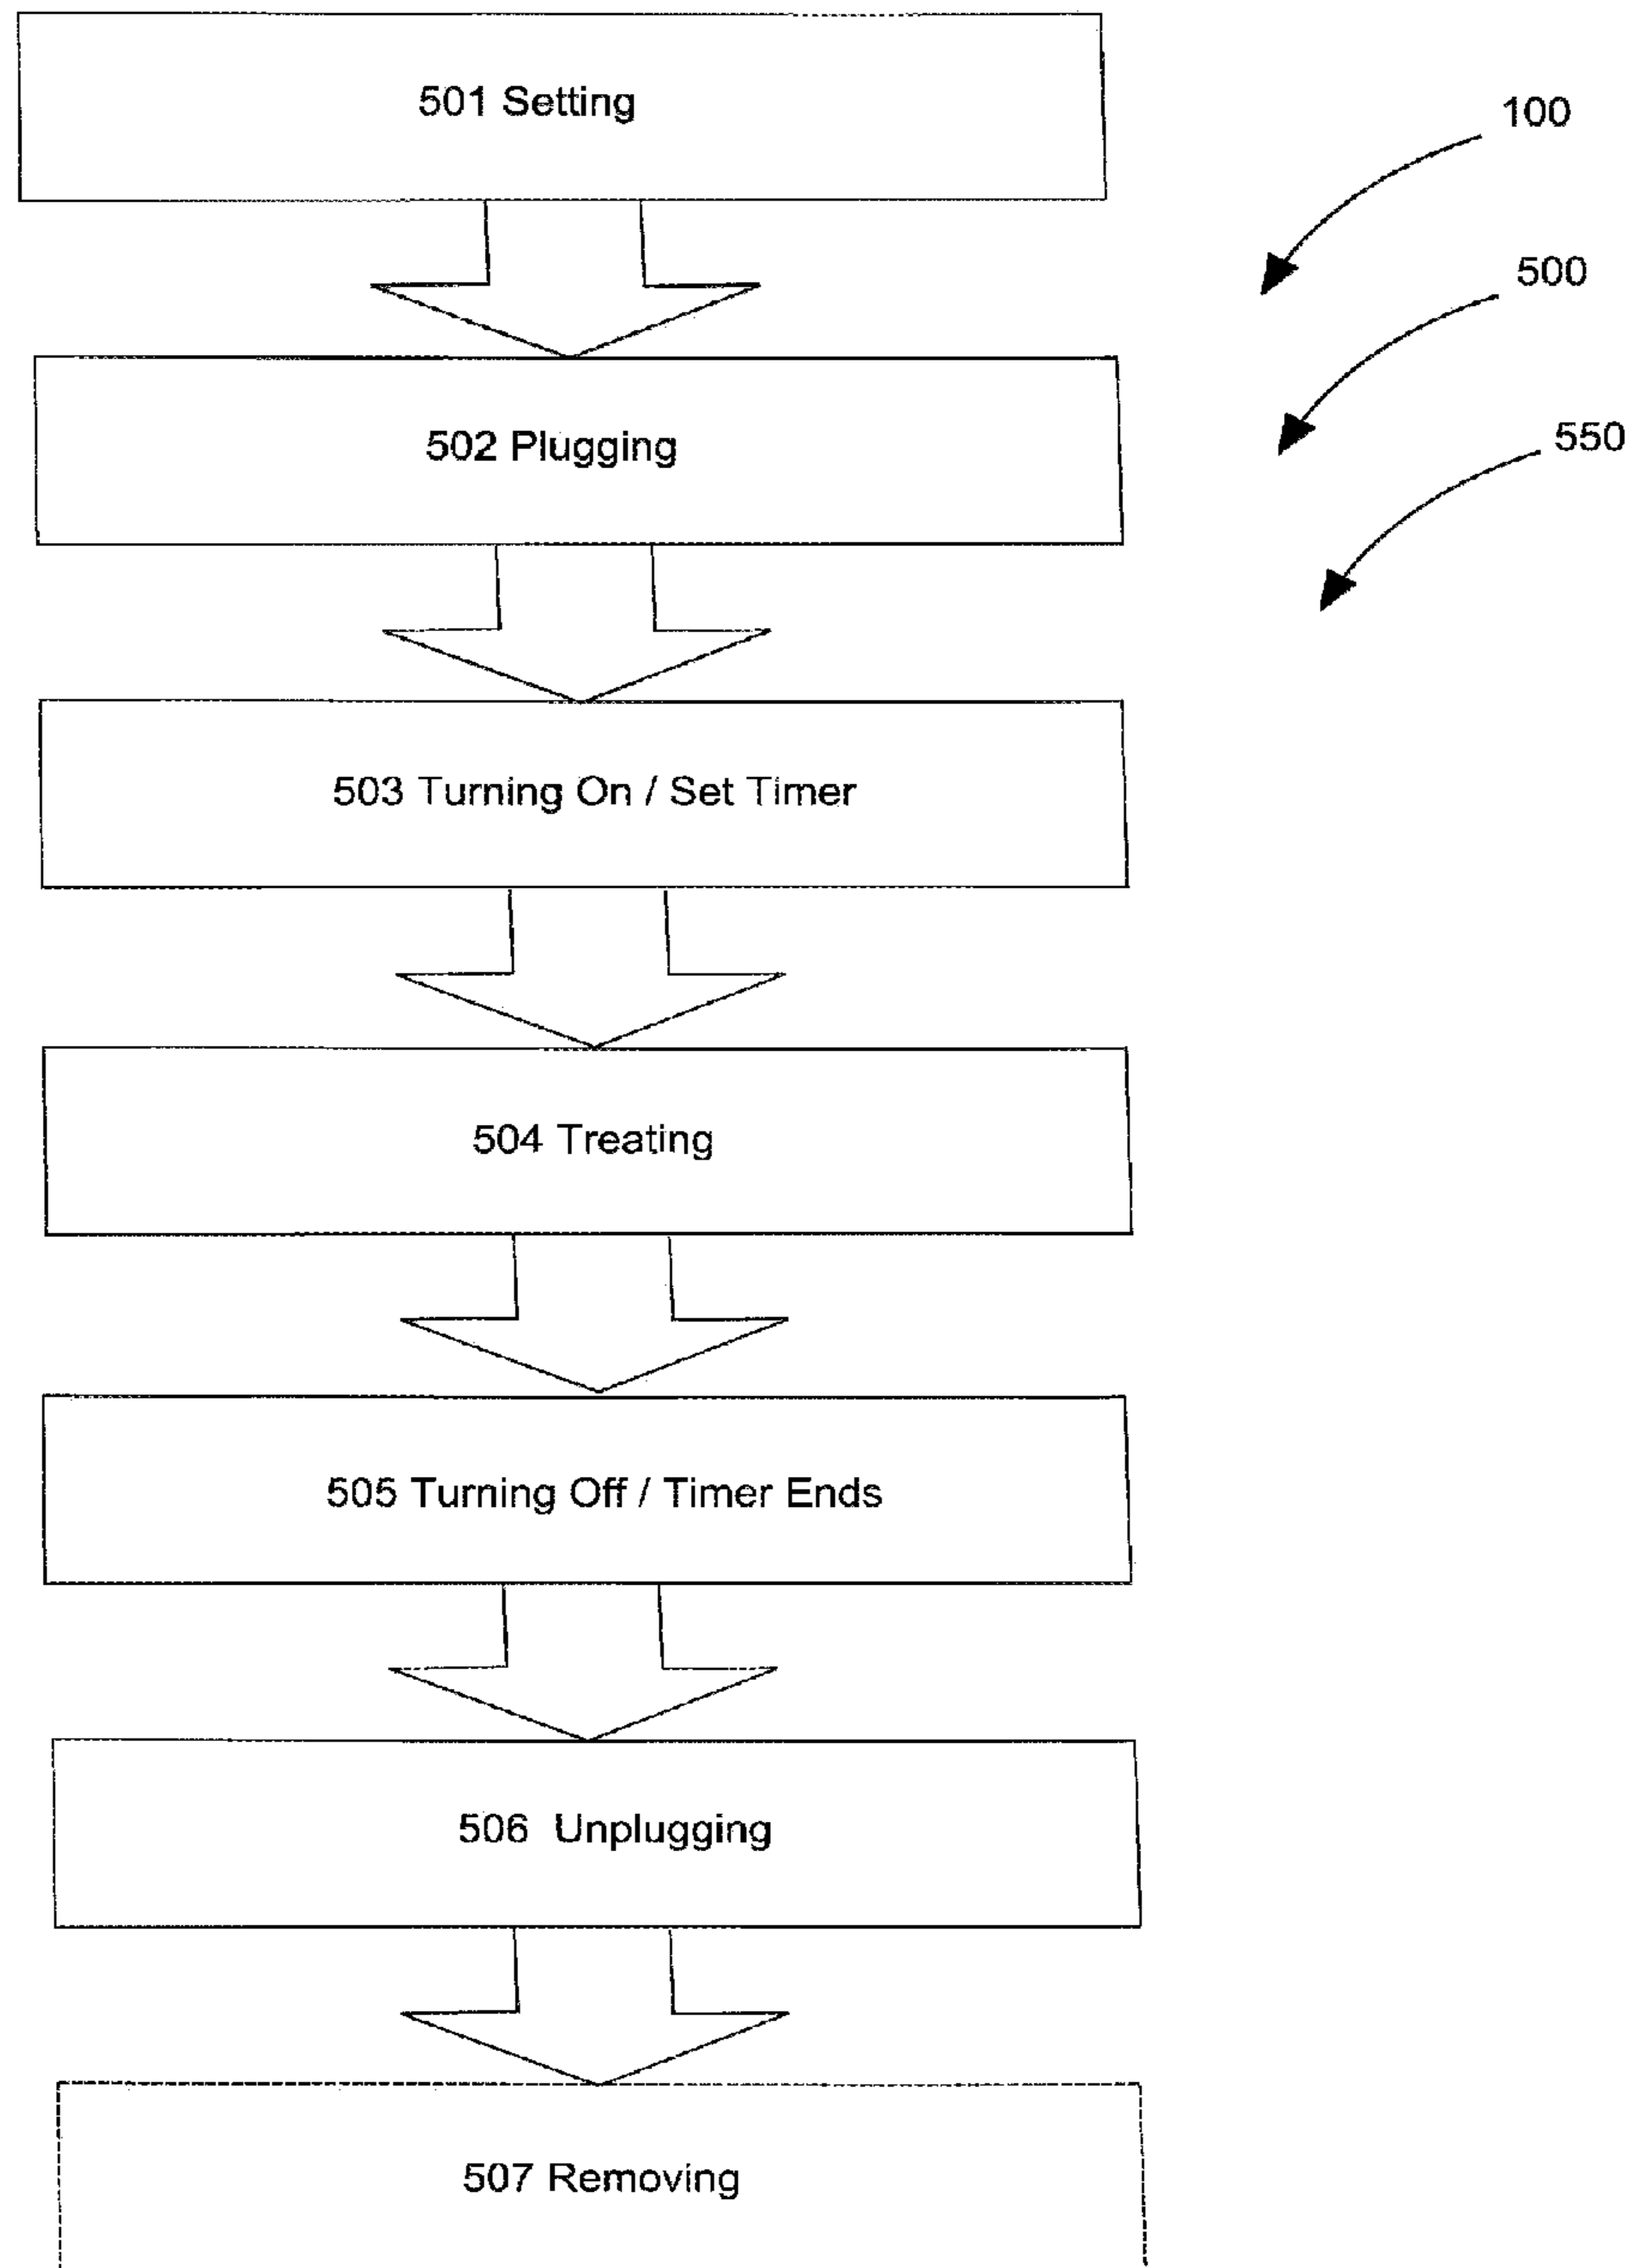 501 Setting
100
500
502 Plugging
550
503 Turning On / Set Timer
504 Treating
505 Turning Off / Timer Ends
506 Unplugging
507 Removing